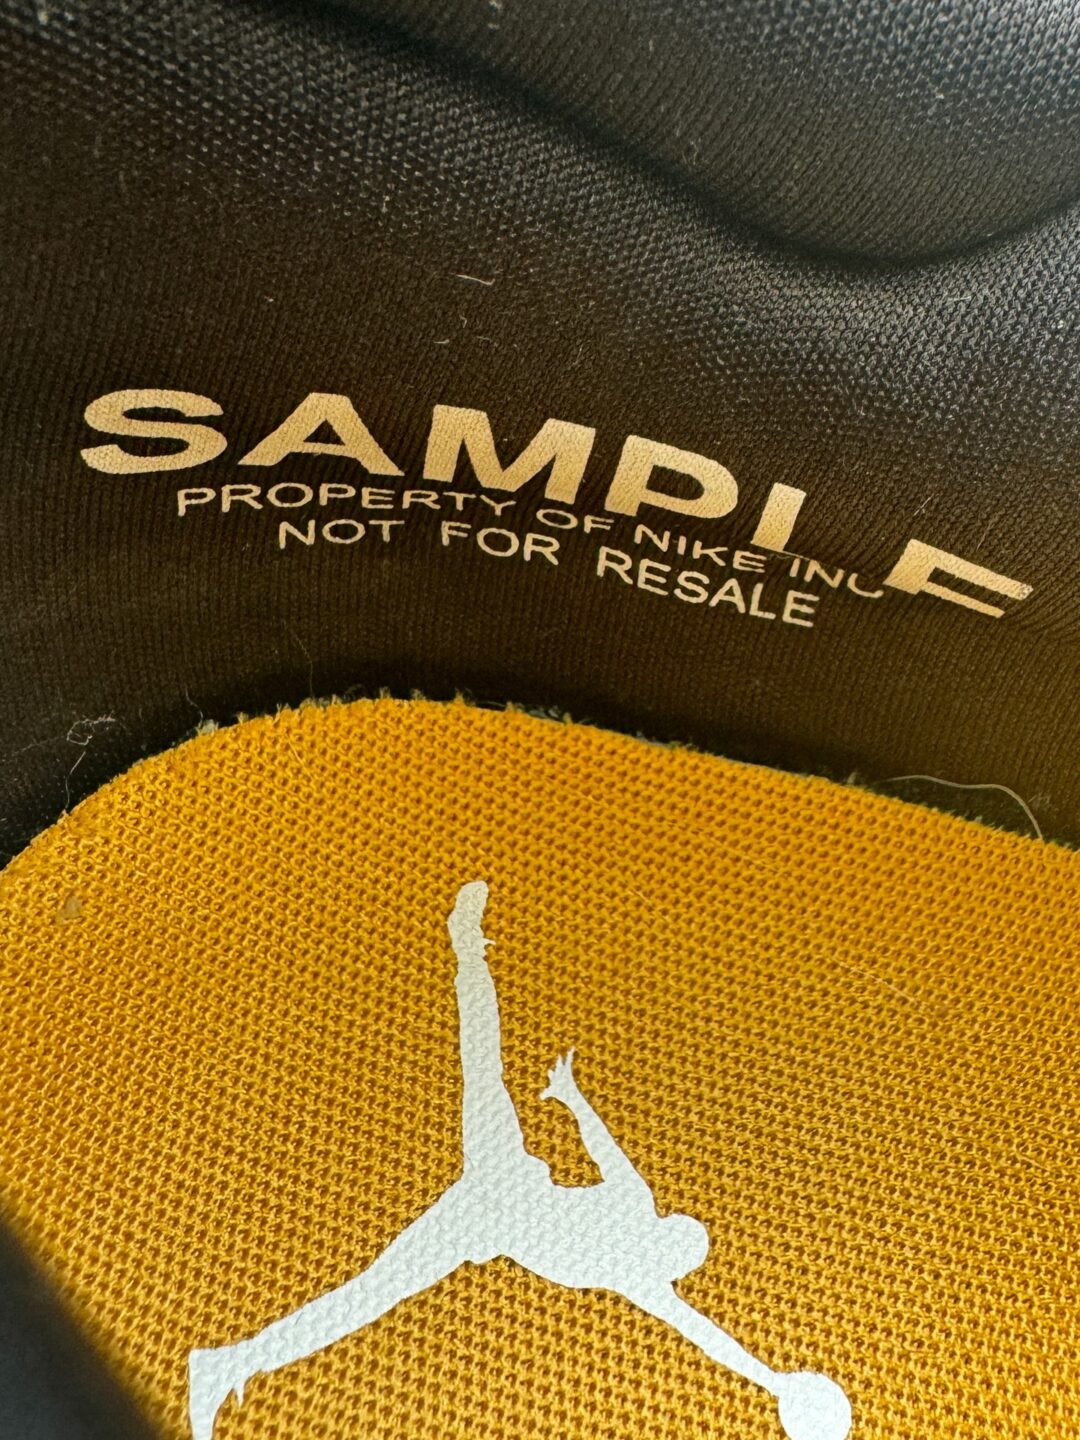 SAMPLE
PROPERTY OF NIKE INC
NOT FOR RESALE